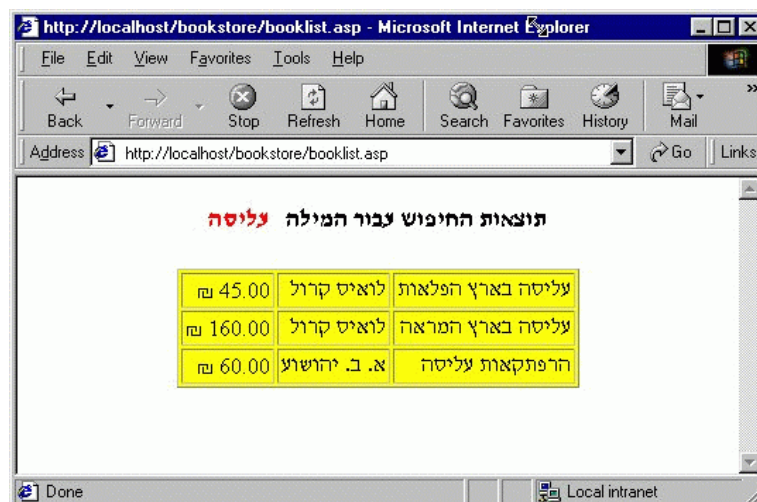 http://localhost/bookstore/booklist.asp - Microsoft Internet Explorer
File Edit View Favorites Tools Help
Back Forward Stop Refresh Home Search Favorites History Mail »
Address http://localhost/bookstore/booklist.asp Go Links
תוצאות החיפוש עבור המילה עליסה
עליסה בארץ הפלאות לואיס קרול 45.00 ₪
עליסה בארץ המראה לואיס קרול 160.00 ₪
הרפתקאות עליסה א. ב. יהושוע 60.00 ₪
Done Local intranet